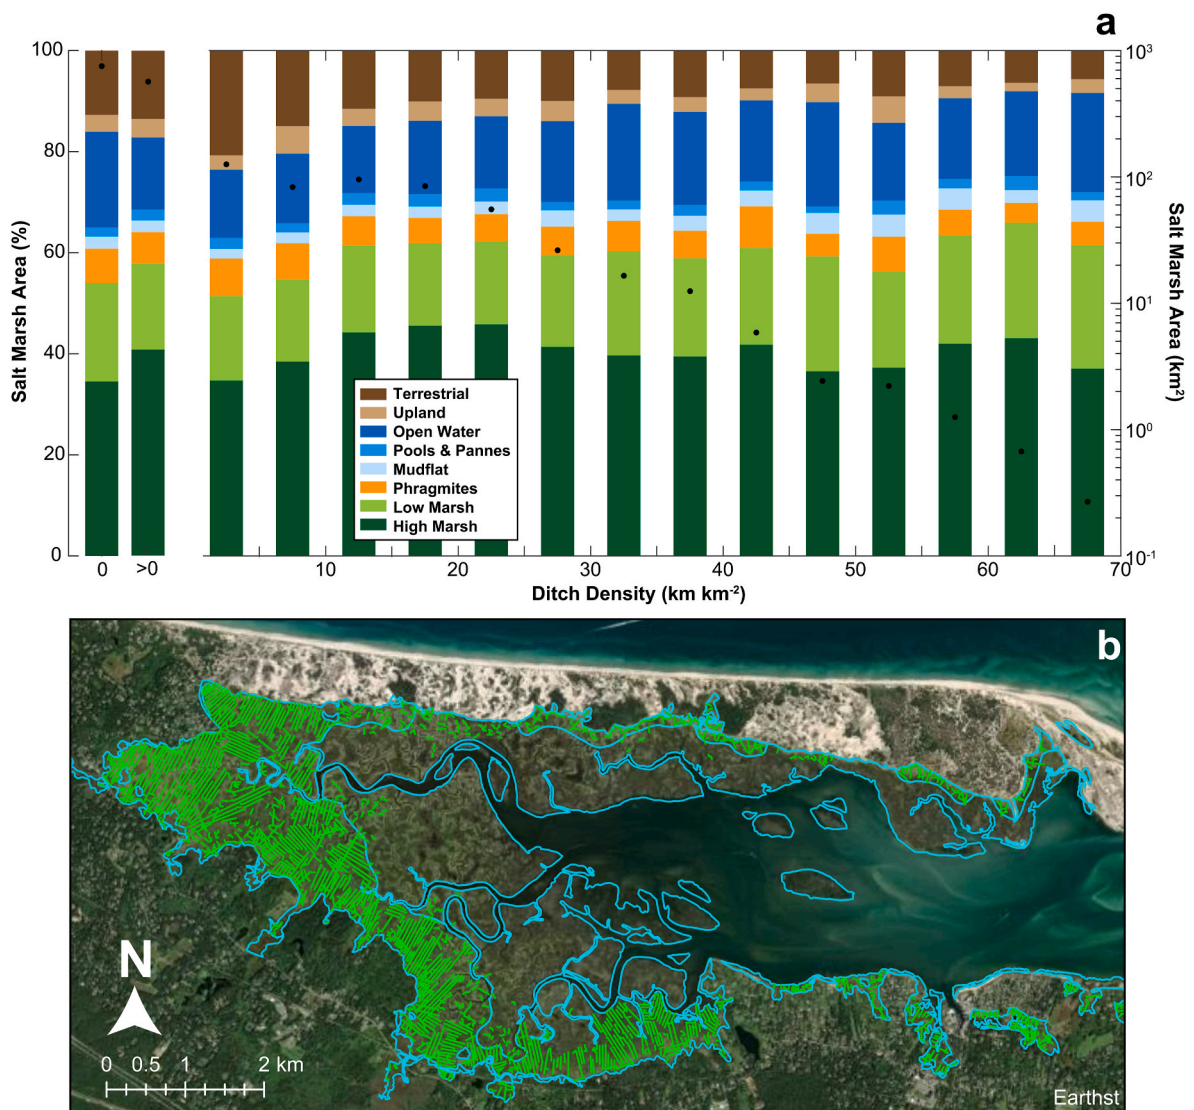 a
100
80
60
40
20
0
Salt Marsh Area (%)
10³
10²
10¹
10⁰
10⁻¹
Salt Marsh Area (km²)
Terrestrial
Upland
Open Water
Pools & Pannes
Mudflat
Phragmites
Low Marsh
High Marsh
0 >0 10 20 30 40 50 60 70
Ditch Density (km km⁻²)
b
N
0 0.5 1 2 km
Earthst